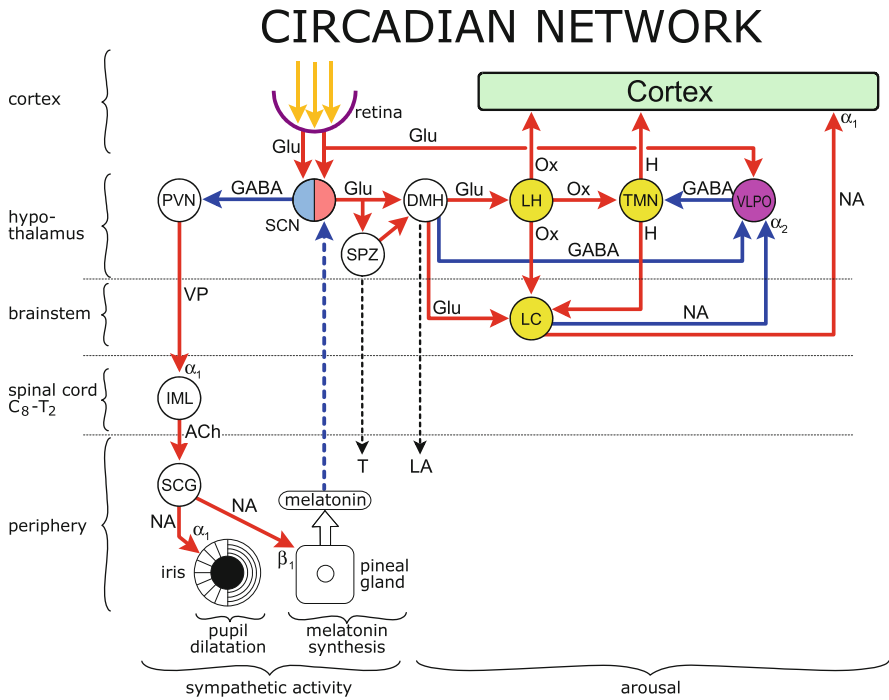 CIRCADIAN NETWORK
cortex
retina
Cortex
α1
Glu
Glu
Ox
H
NA
hypo-
thalamus
PVN
GABA
SCN
Glu
DMH
Glu
LH
Ox
TMN
GABA
VLPO
α2
SPZ
Ox
H
GABA
brainstem
VP
Glu
LC
NA
spinal cord
C8-T2
α1
IML
ACh
T
LA
periphery
SCG
NA
NA
melatonin
α1
β1
iris
pineal
gland
pupil
dilatation
melatonin
synthesis
sympathetic activity
arousal